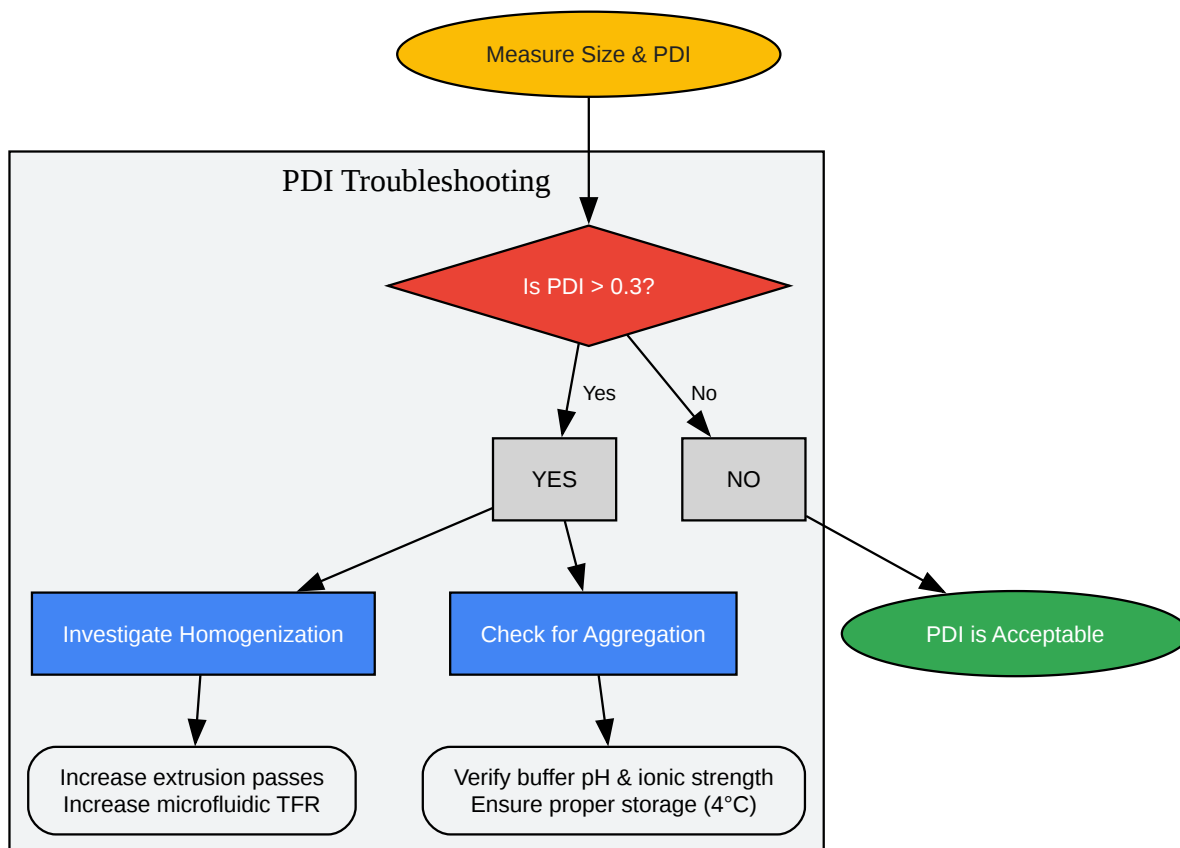 Measure Size & PDI
PDI Troubleshooting
Is PDI > 0.3?
Yes
No
YES
NO
Investigate Homogenization
Check for Aggregation
PDI is Acceptable
Increase extrusion passes
Increase microfluidic TFR
Verify buffer pH & ionic strength
Ensure proper storage (4°C)